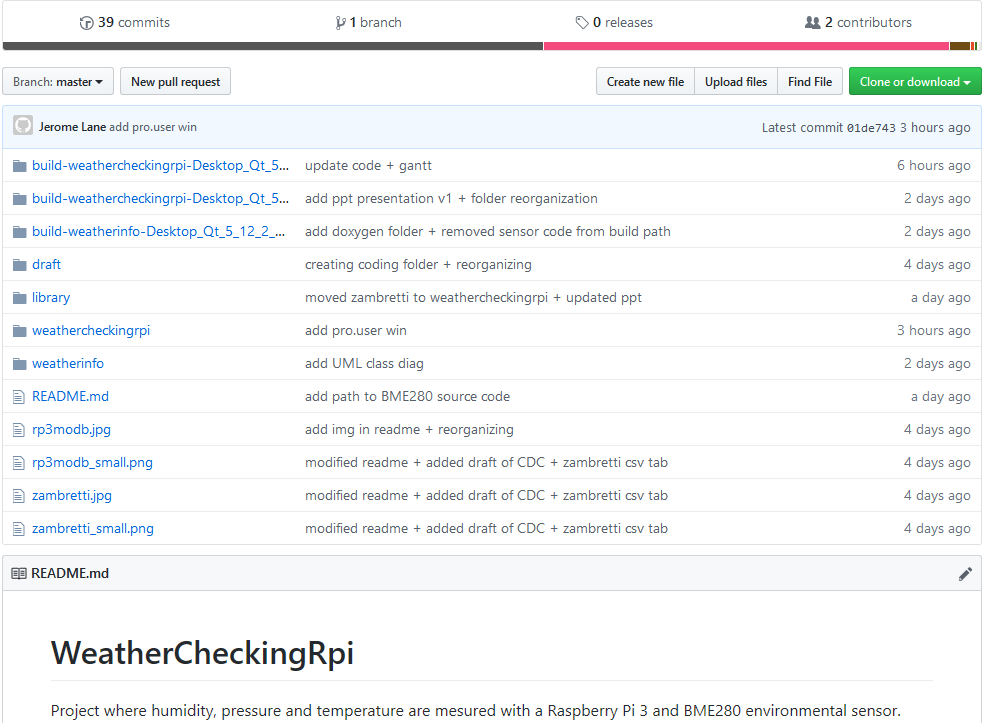 39 commits 1 branch 0 releases 2 contributors
Branch: master New pull request Create new file Upload files Find File Clone or download
Jerome Lane add pro.user win Latest commit 01de743 3 hours ago
build-weathercheckingrpi-Desktop_Qt_5... update code + gantt 6 hours ago
build-weathercheckingrpi-Desktop_Qt_5... add ppt presentation v1 + folder reorganization 2 days ago
build-weatherinfo-Desktop_Qt_5_12_2_... add doxygen folder + removed sensor code from build path 2 days ago
draft creating coding folder + reorganizing 4 days ago
library moved zambretti to weathercheckingrpi + updated ppt a day ago
weathercheckingrpi add pro.user win 3 hours ago
weatherinfo add UML class diag 2 days ago
README.md add path to BME280 source code a day ago
rp3modb.jpg add img in readme + reorganizing 4 days ago
rp3modb_small.png modified readme + added draft of CDC + zambretti csv tab 4 days ago
zambretti.jpg modified readme + added draft of CDC + zambretti csv tab 4 days ago
zambretti_small.png modified readme + added draft of CDC + zambretti csv tab 4 days ago
README.md
WeatherCheckingRpi
Project where humidity, pressure and temperature are mesured with a Raspberry Pi 3 and BME280 environmental sensor.